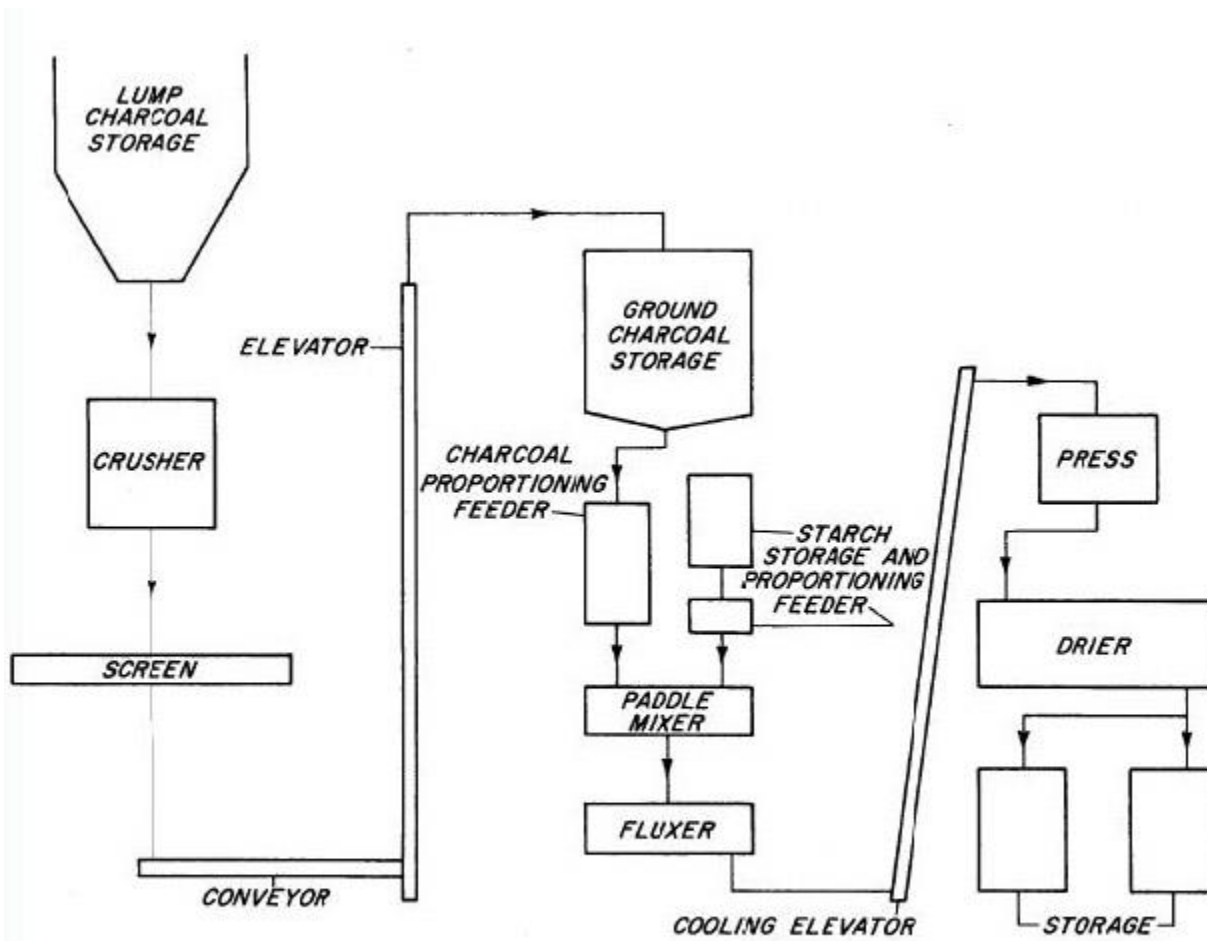 LUMP
CHARCOAL
STORAGE
ELEVATOR
GROUND
CHARCOAL
STORAGE
CRUSHER
CHARCOAL
PROPORTIONING
FEEDER
PRESS
STARCH
STORAGE AND
PROPORTIONING
FEEDER
SCREEN
DRIER
PADDLE
MIXER
FLUXER
CONVEYOR
COOLING ELEVATOR
STORAGE